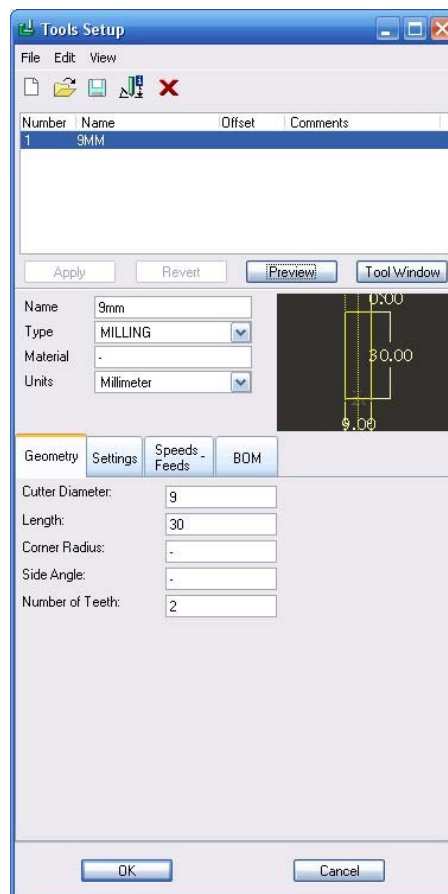 Tools Setup
File Edit View
Number Name Offset Comments
1 9MM
Apply Revert Preview Tool Window
Name 9mm
Type MILLING
Material -
Units Millimeter
0.00
30.00
9.00
Geometry Settings Speeds - Feeds BOM
Cutter Diameter: 9
Length: 30
Corner Radius: -
Side Angle: -
Number of Teeth: 2
OK Cancel